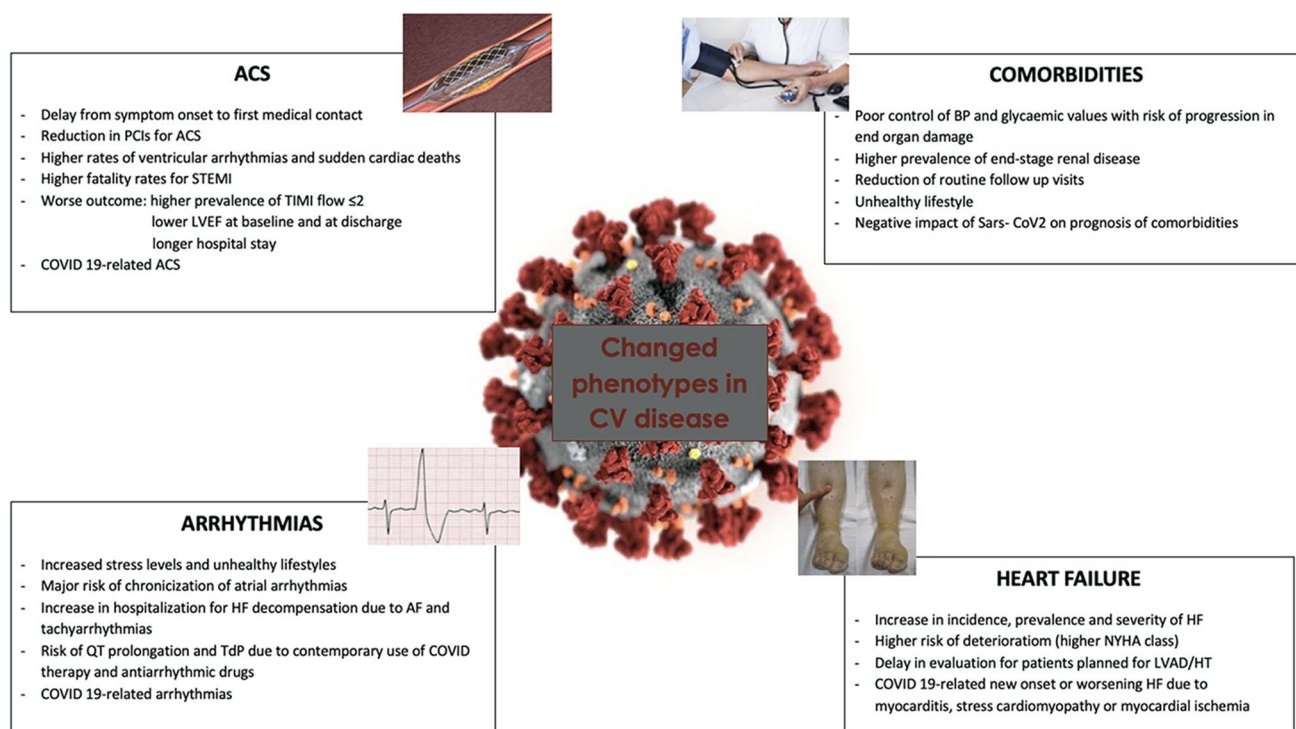 ACS
- Delay from symptom onset to first medical contact
- Reduction in PCIs for ACS
- Higher rates of ventricular arrhythmias and sudden cardiac deaths
- Higher fatality rates for STEMI
- Worse outcome: higher prevalence of TIMI flow ≤2
lower LVEF at baseline and at discharge
longer hospital stay
- COVID 19-related ACS
COMORBIDITIES
- Poor control of BP and glycaemic values with risk of progression in
end organ damage
- Higher prevalence of end-stage renal disease
- Reduction of routine follow up visits
- Unhealthy lifestyle
- Negative impact of Sars- CoV2 on prognosis of comorbidities
Changed
phenotypes in
CV disease
ARRHYTHMIAS
- Increased stress levels and unhealthy lifestyles
- Major risk of chronicization of atrial arrhythmias
- Increase in hospitalization for HF decompensation due to AF and
tachyarrhythmias
- Risk of QT prolongation and TdP due to contemporary use of COVID
therapy and antiarrhythmic drugs
- COVID 19-related arrhythmias
HEART FAILURE
- Increase in incidence, prevalence and severity of HF
- Higher risk of deterioratiom (higher NYHA class)
- Delay in evaluation for patients planned for LVAD/HT
- COVID 19-related new onset or worsening HF due to
myocarditis, stress cardiomyopathy or myocardial ischemia